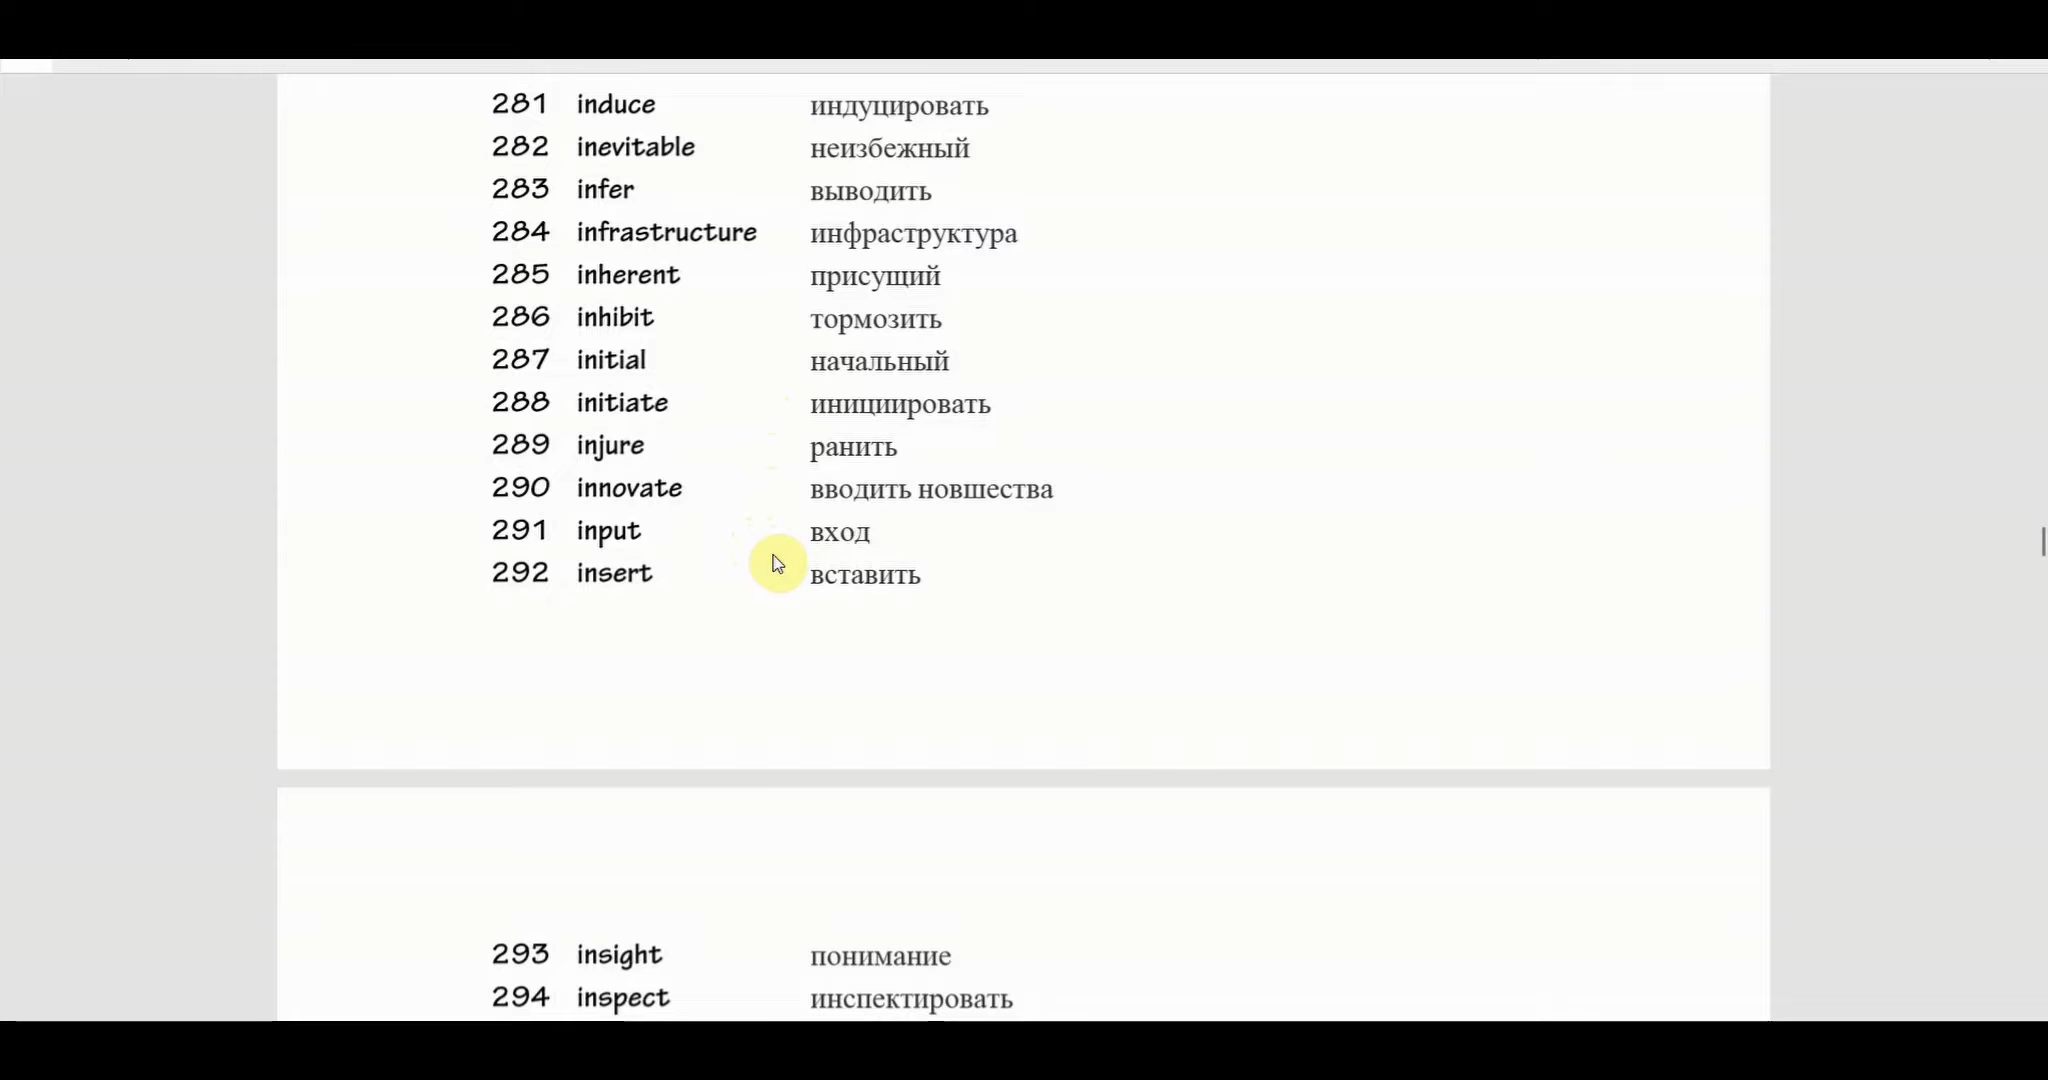 281 induce индуцировать
282 inevitable неизбежный
283 infer выводить
284 infrastructure инфраструктура
285 inherent присущий
286 inhibit тормозить
287 initial начальный
288 initiate инициировать
289 injure ранить
290 innovate вводить новшества
291 input вход
292 insert вставить
293 insight понимание
294 inspect инспектировать